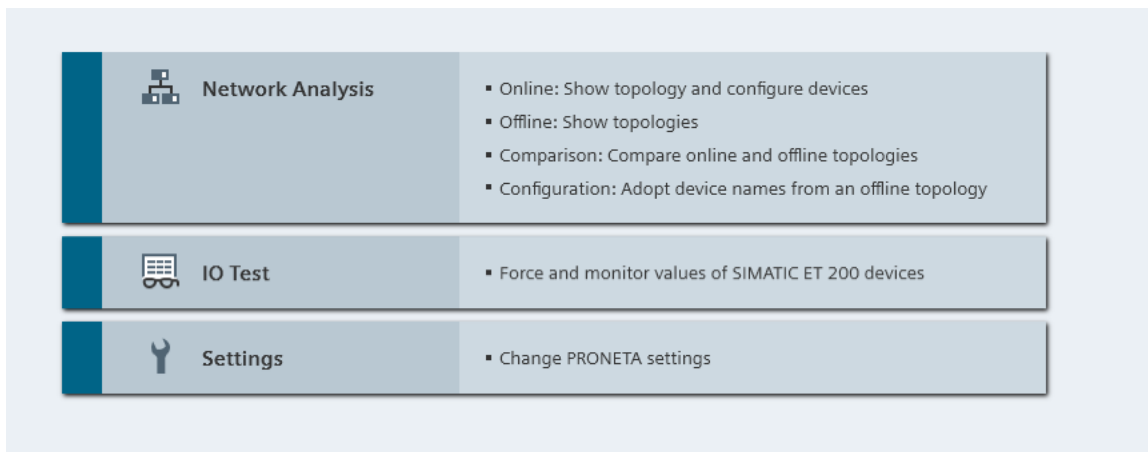 Network Analysis
▪ Online: Show topology and configure devices
▪ Offline: Show topologies
▪ Comparison: Compare online and offline topologies
▪ Configuration: Adopt device names from an offline topology
IO Test
▪ Force and monitor values of SIMATIC ET 200 devices
Settings
▪ Change PRONETA settings